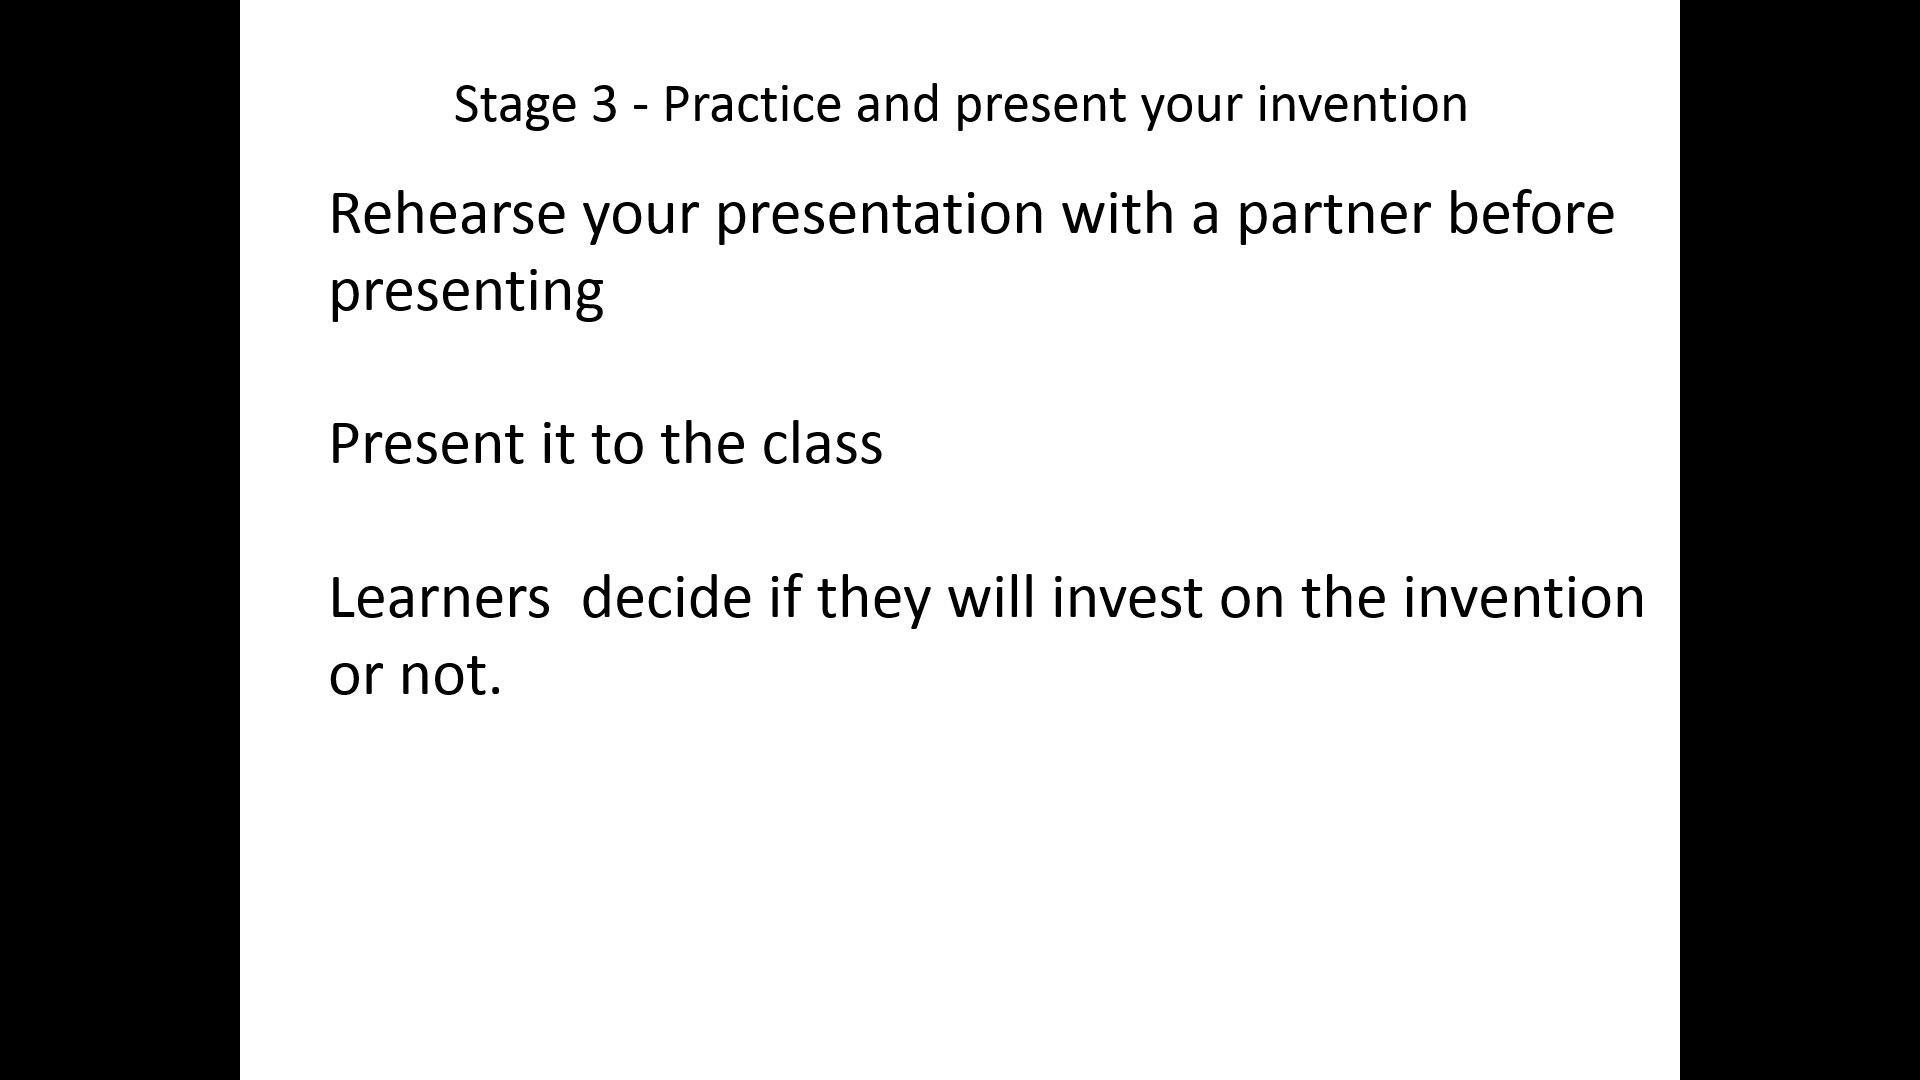 Stage 3 - Practice and present your invention
Rehearse your presentation with a partner before
presenting
Present it to the class
Learners  decide if they will invest on the invention
or not.